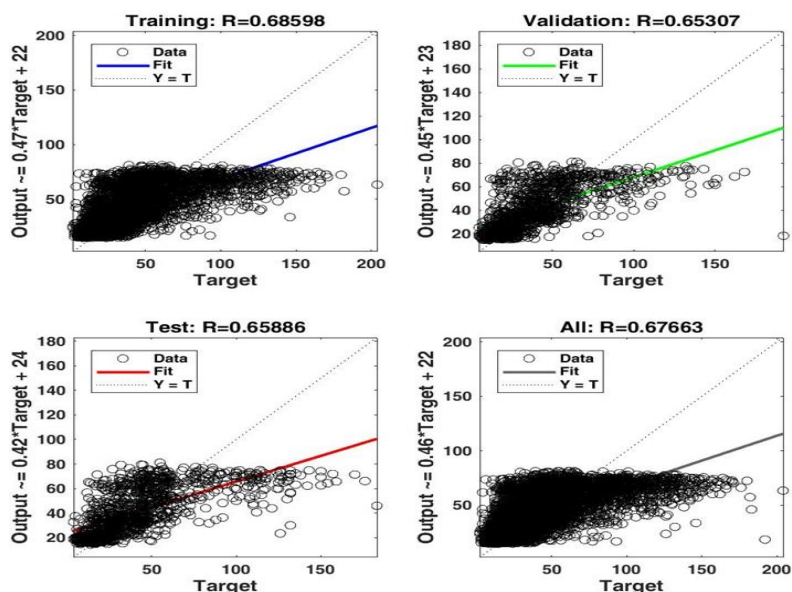 Training: R=0.68598
Output ~= 0.47*Target + 22
200
150
100
50
Data
Fit
Y = T
50
100
150
200
Target
Validation: R=0.65307
Output ~= 0.45*Target + 23
180
160
140
120
100
80
60
40
20
Data
Fit
Y = T
50
100
150
Target
Test: R=0.65886
Output ~= 0.42*Target + 24
180
160
140
120
100
80
60
40
20
Data
Fit
Y = T
50
100
150
Target
All: R=0.67663
Output ~= 0.46*Target + 22
200
150
100
50
Data
Fit
Y = T
50
100
150
200
Target